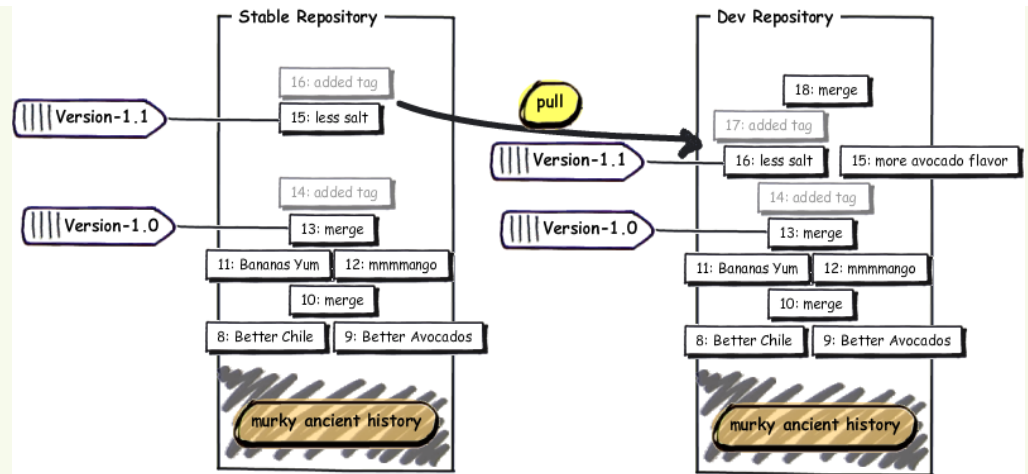 Stable Repository
16: added tag
Version-1.1
15: less salt
14: added tag
Version-1.0
13: merge
11: Bananas Yum
12: mmmmango
10: merge
8: Better Chile
9: Better Avocados
murky ancient history
pull
Dev Repository
18: merge
17: added tag
Version-1.1
16: less salt
15: more avocado flavor
14: added tag
Version-1.0
13: merge
11: Bananas Yum
12: mmmmango
10: merge
8: Better Chile
9: Better Avocados
murky ancient history